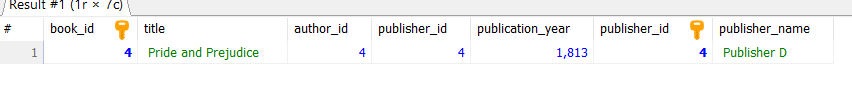 Result #1 (1r × 7c)
# book_id title author_id publisher_id publication_year publisher_id publisher_name
1 4 Pride and Prejudice 4 4 1,813 4 Publisher D